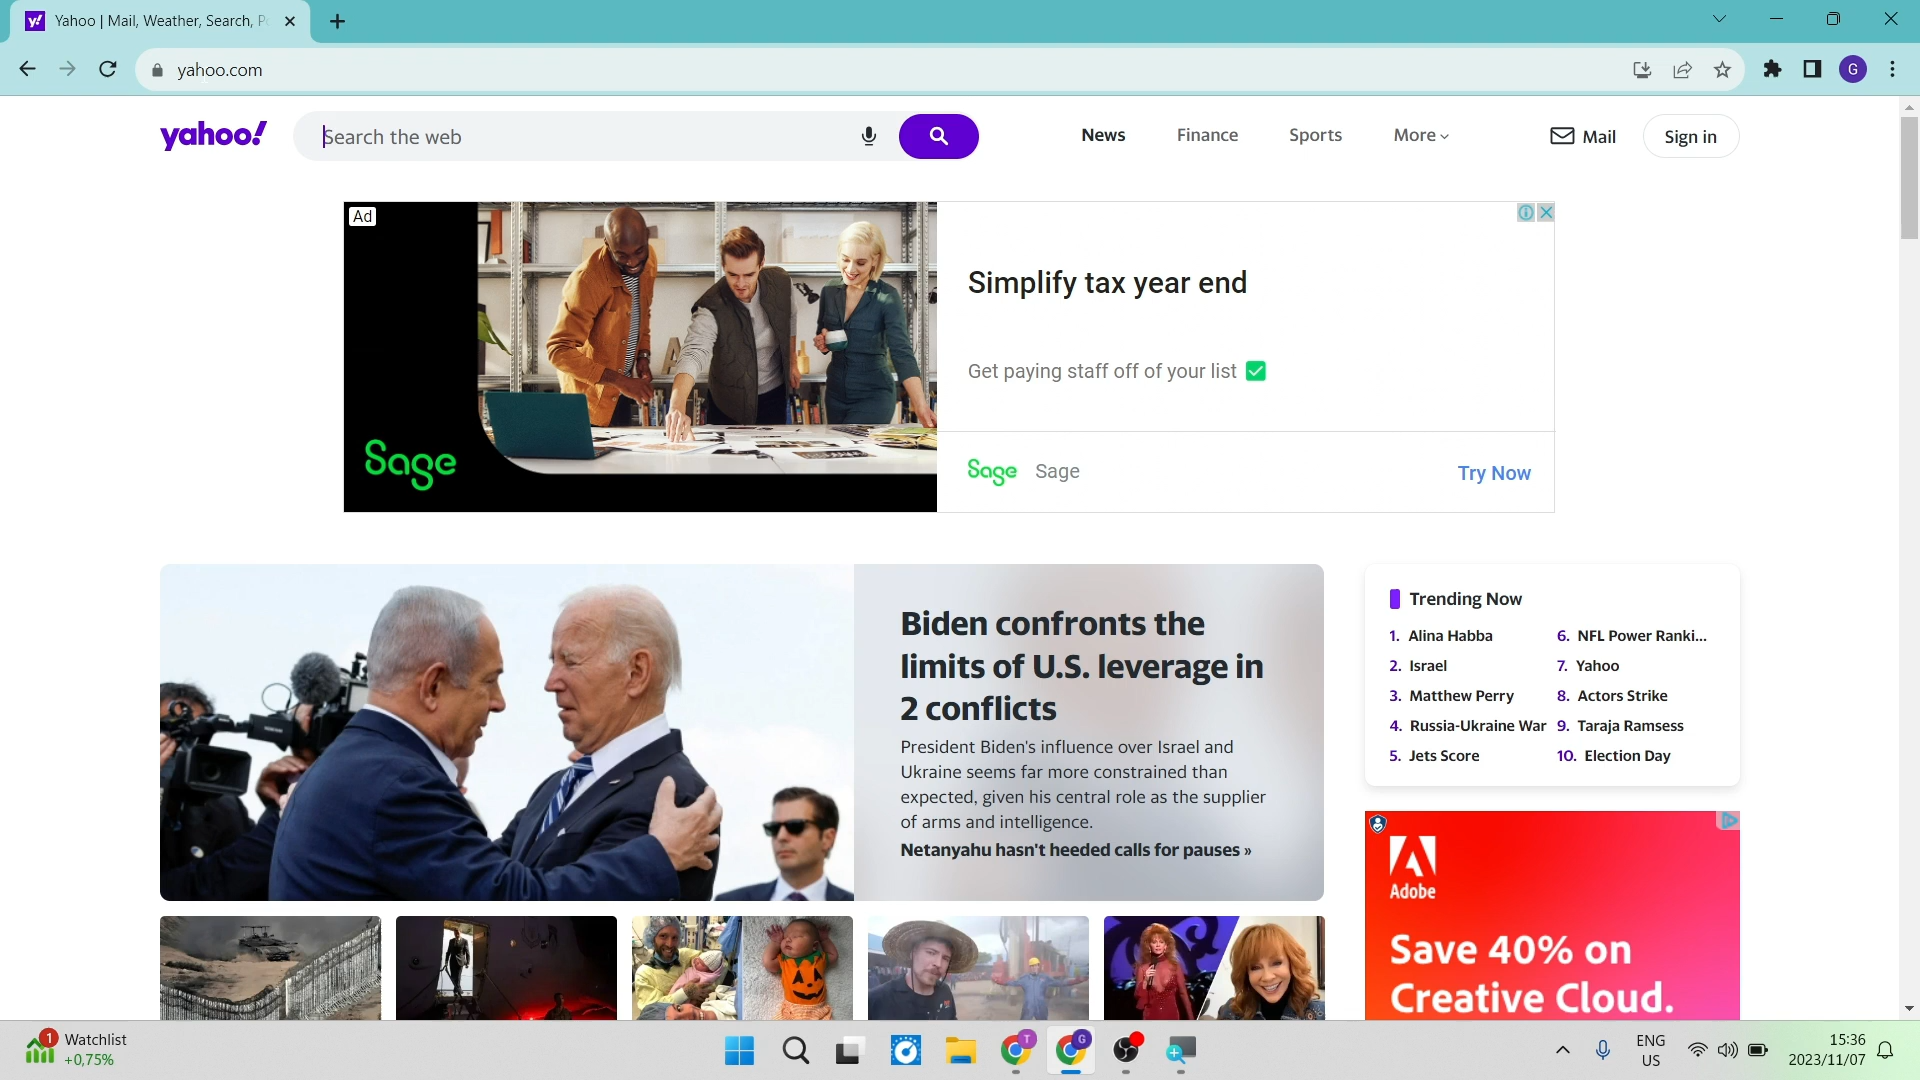 Yahoo | Mail, Weather, Search, P
yahoo.com
G
yahoo!
Search the web
News
Finance
Sports
More
Mail
Sign in
Ad
Sage
Simplify tax year end
Get paying staff off of your list
Sage
Sage
Try Now
Biden confronts the
limits of U.S. leverage in
2 conflicts
President Biden's influence over Israel and
Ukraine seems far more constrained than
expected, given his central role as the supplier
of arms and intelligence.
Netanyahu hasn't heeded calls for pauses »
Trending Now
1. Alina Habba
2. Israel
3. Matthew Perry
4. Russia-Ukraine War
5. Jets Score
6. NFL Power Ranki...
7. Yahoo
8. Actors Strike
9. Taraja Ramsess
10. Election Day
Adobe
Save 40% on
Creative Cloud.
1
Watchlist
+0,75%
T
G
ENG
US
15:36
2023/11/07